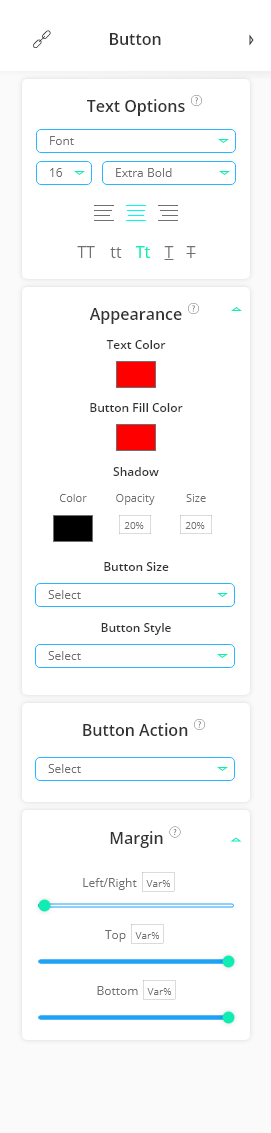 Button
Text Options ?
Font
16 Extra Bold
TT tt Tt T T
Appearance ?
Text Color
Button Fill Color
Shadow
Color Opacity Size
20% 20%
Button Size
Select
Button Style
Select
Button Action ?
Select
Margin ?
Left/Right Var%
Top Var%
Bottom Var%